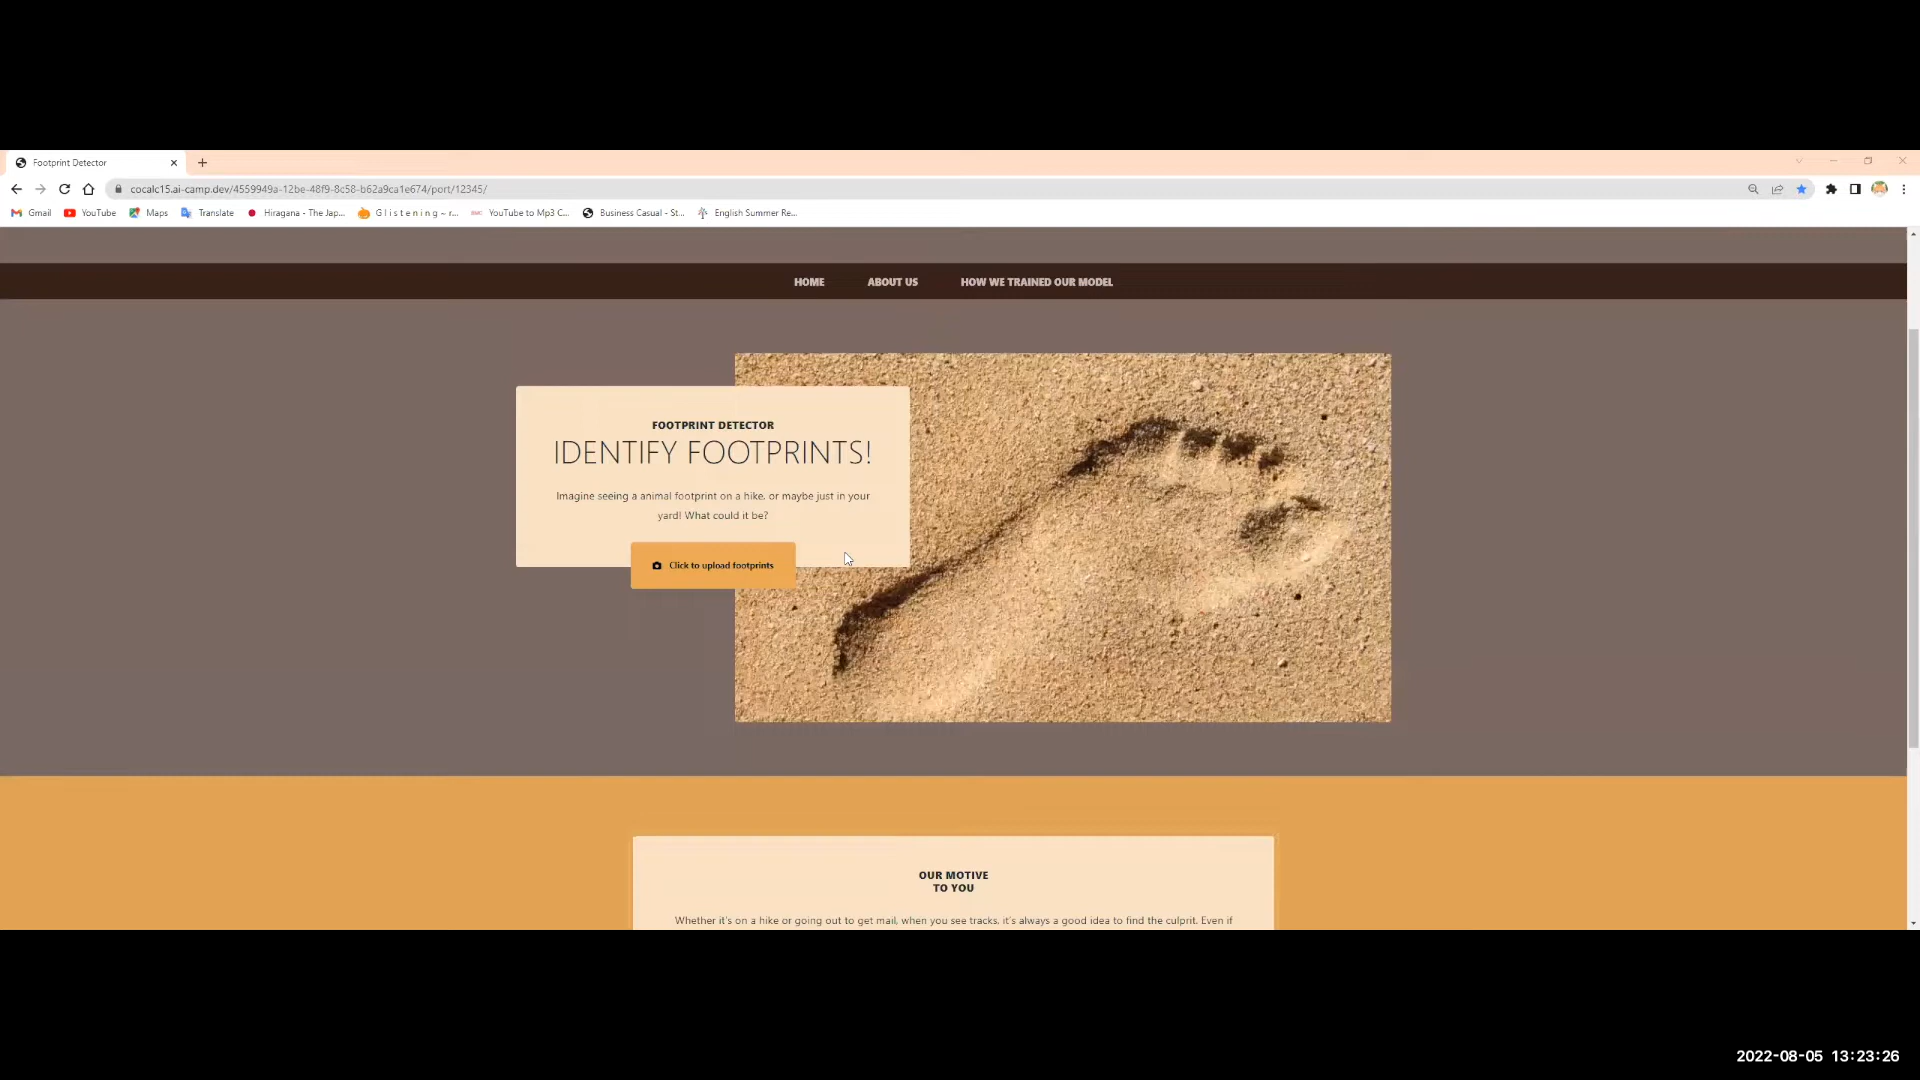 Footprint Detector
cocalc15.ai-camp.dev/4559949a-12be-48f9-8c58-b62a9ca1e674/port/12345/
Gmail YouTube Maps Translate Hiragana - The Jap... G l i s t e n i n g ~ r... YouTube to Mp3 C... Business Casual - St... English Summer Re...
HOME ABOUT US HOW WE TRAINED OUR MODEL
FOOTPRINT DETECTOR
IDENTIFY FOOTPRINTS!
Imagine seeing a animal footprint on a hike, or maybe just in your
yard! What could it be?
Click to upload footprints
OUR MOTIVE
TO YOU
Whether it's on a hike or going out to get mail, when you see tracks, it's always a good idea to find the culprit. Even if
2022-08-05 13:23:26